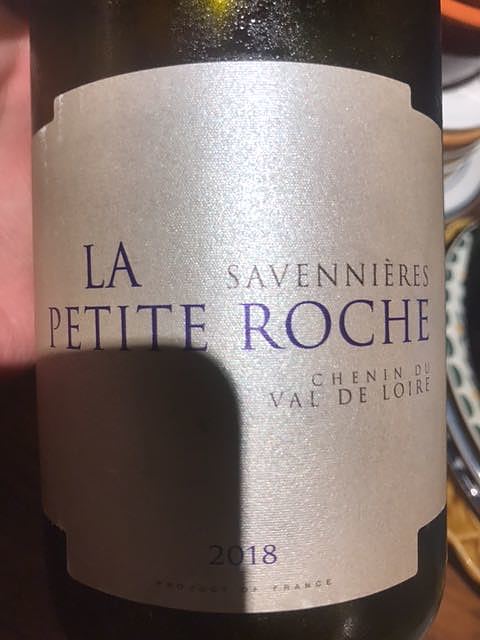 LA SAVENNIÈRES
PETITE ROCHE
CHENIN DU
VAL DE LOIRE
2018
PRODUCT OF FRANCE